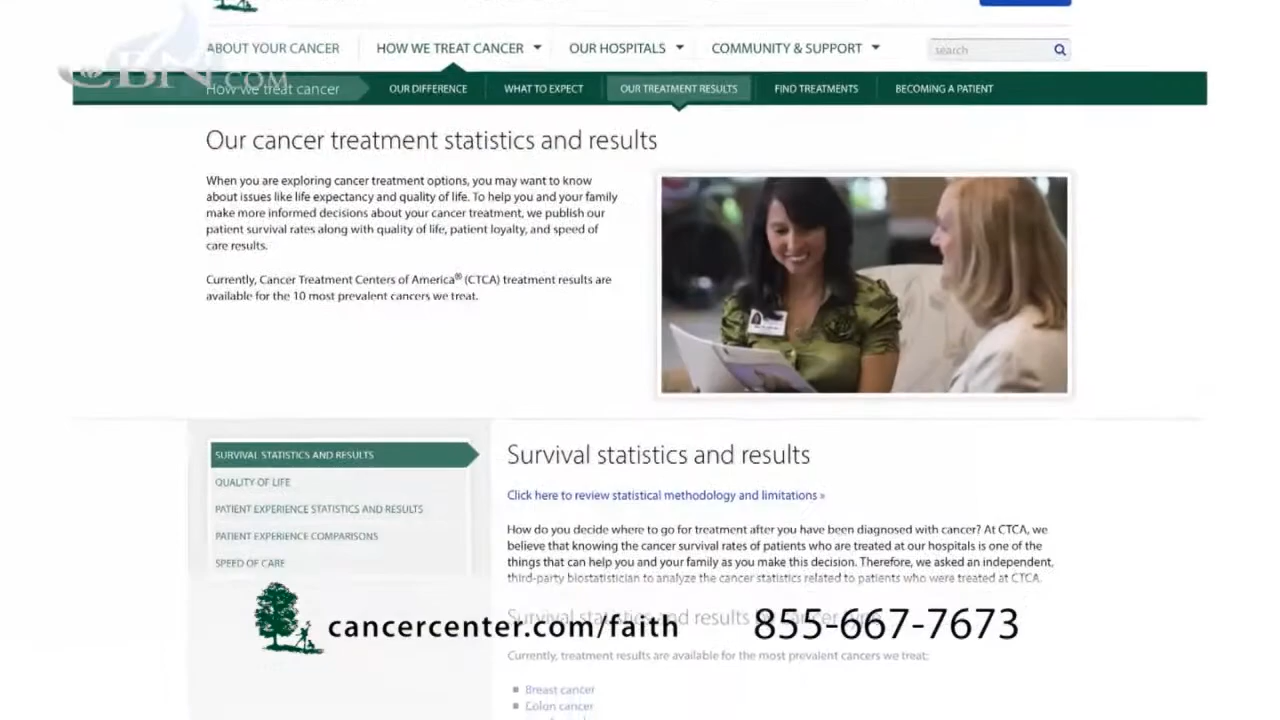 CBN.COM
ABOUT YOUR CANCER HOW WE TREAT CANCER OUR HOSPITALS COMMUNITY & SUPPORT search
How we treat cancer OUR DIFFERENCE WHAT TO EXPECT OUR TREATMENT RESULTS FIND TREATMENTS BECOMING A PATIENT
Our cancer treatment statistics and results
When you are exploring cancer treatment options, you may want to know
about issues like life expectancy and quality of life. To help you and your family
make more informed decisions about your cancer treatment, we publish our
patient survival rates along with quality of life, patient loyalty, and speed of
care results.
Currently, Cancer Treatment Centers of America® (CTCA) treatment results are
available for the 10 most prevalent cancers we treat.
SURVIVAL STATISTICS AND RESULTS
QUALITY OF LIFE
PATIENT EXPERIENCE STATISTICS AND RESULTS
PATIENT EXPERIENCE COMPARISONS
SPEED OF CARE
Survival statistics and results
Click here to review statistical methodology and limitations »
How do you decide where to go for treatment after you have been diagnosed with cancer? At CTCA, we
believe that knowing the cancer survival rates of patients who are treated at our hospitals is one of the
things that can help you and your family as you make this decision. Therefore, we asked an independent,
third-party biostatistician to analyze the cancer statistics related to patients who were treated at CTCA.
Survival statistics and results
cancercenter.com/faith 855-667-7673
Currently, treatment results are available for the most prevalent cancers we treat:
Breast cancer
Colon cancer